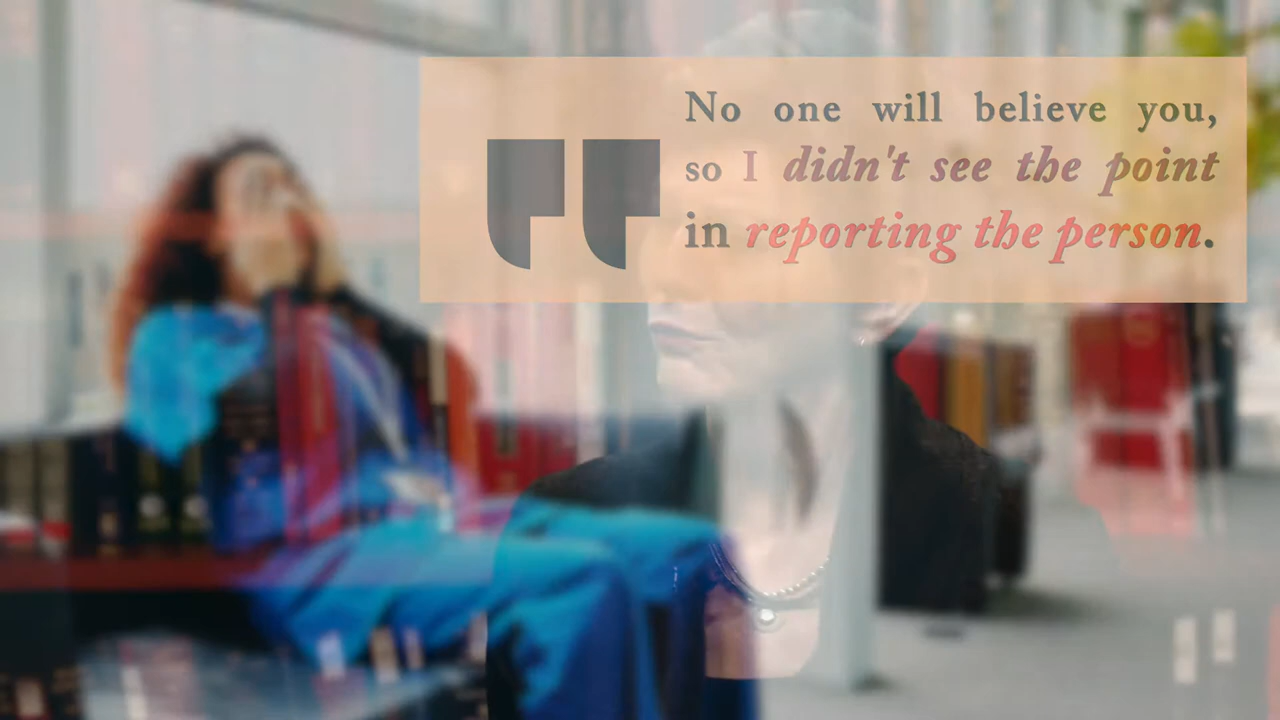 No one will believe you,
so I didn't see the point
in reporting the person.